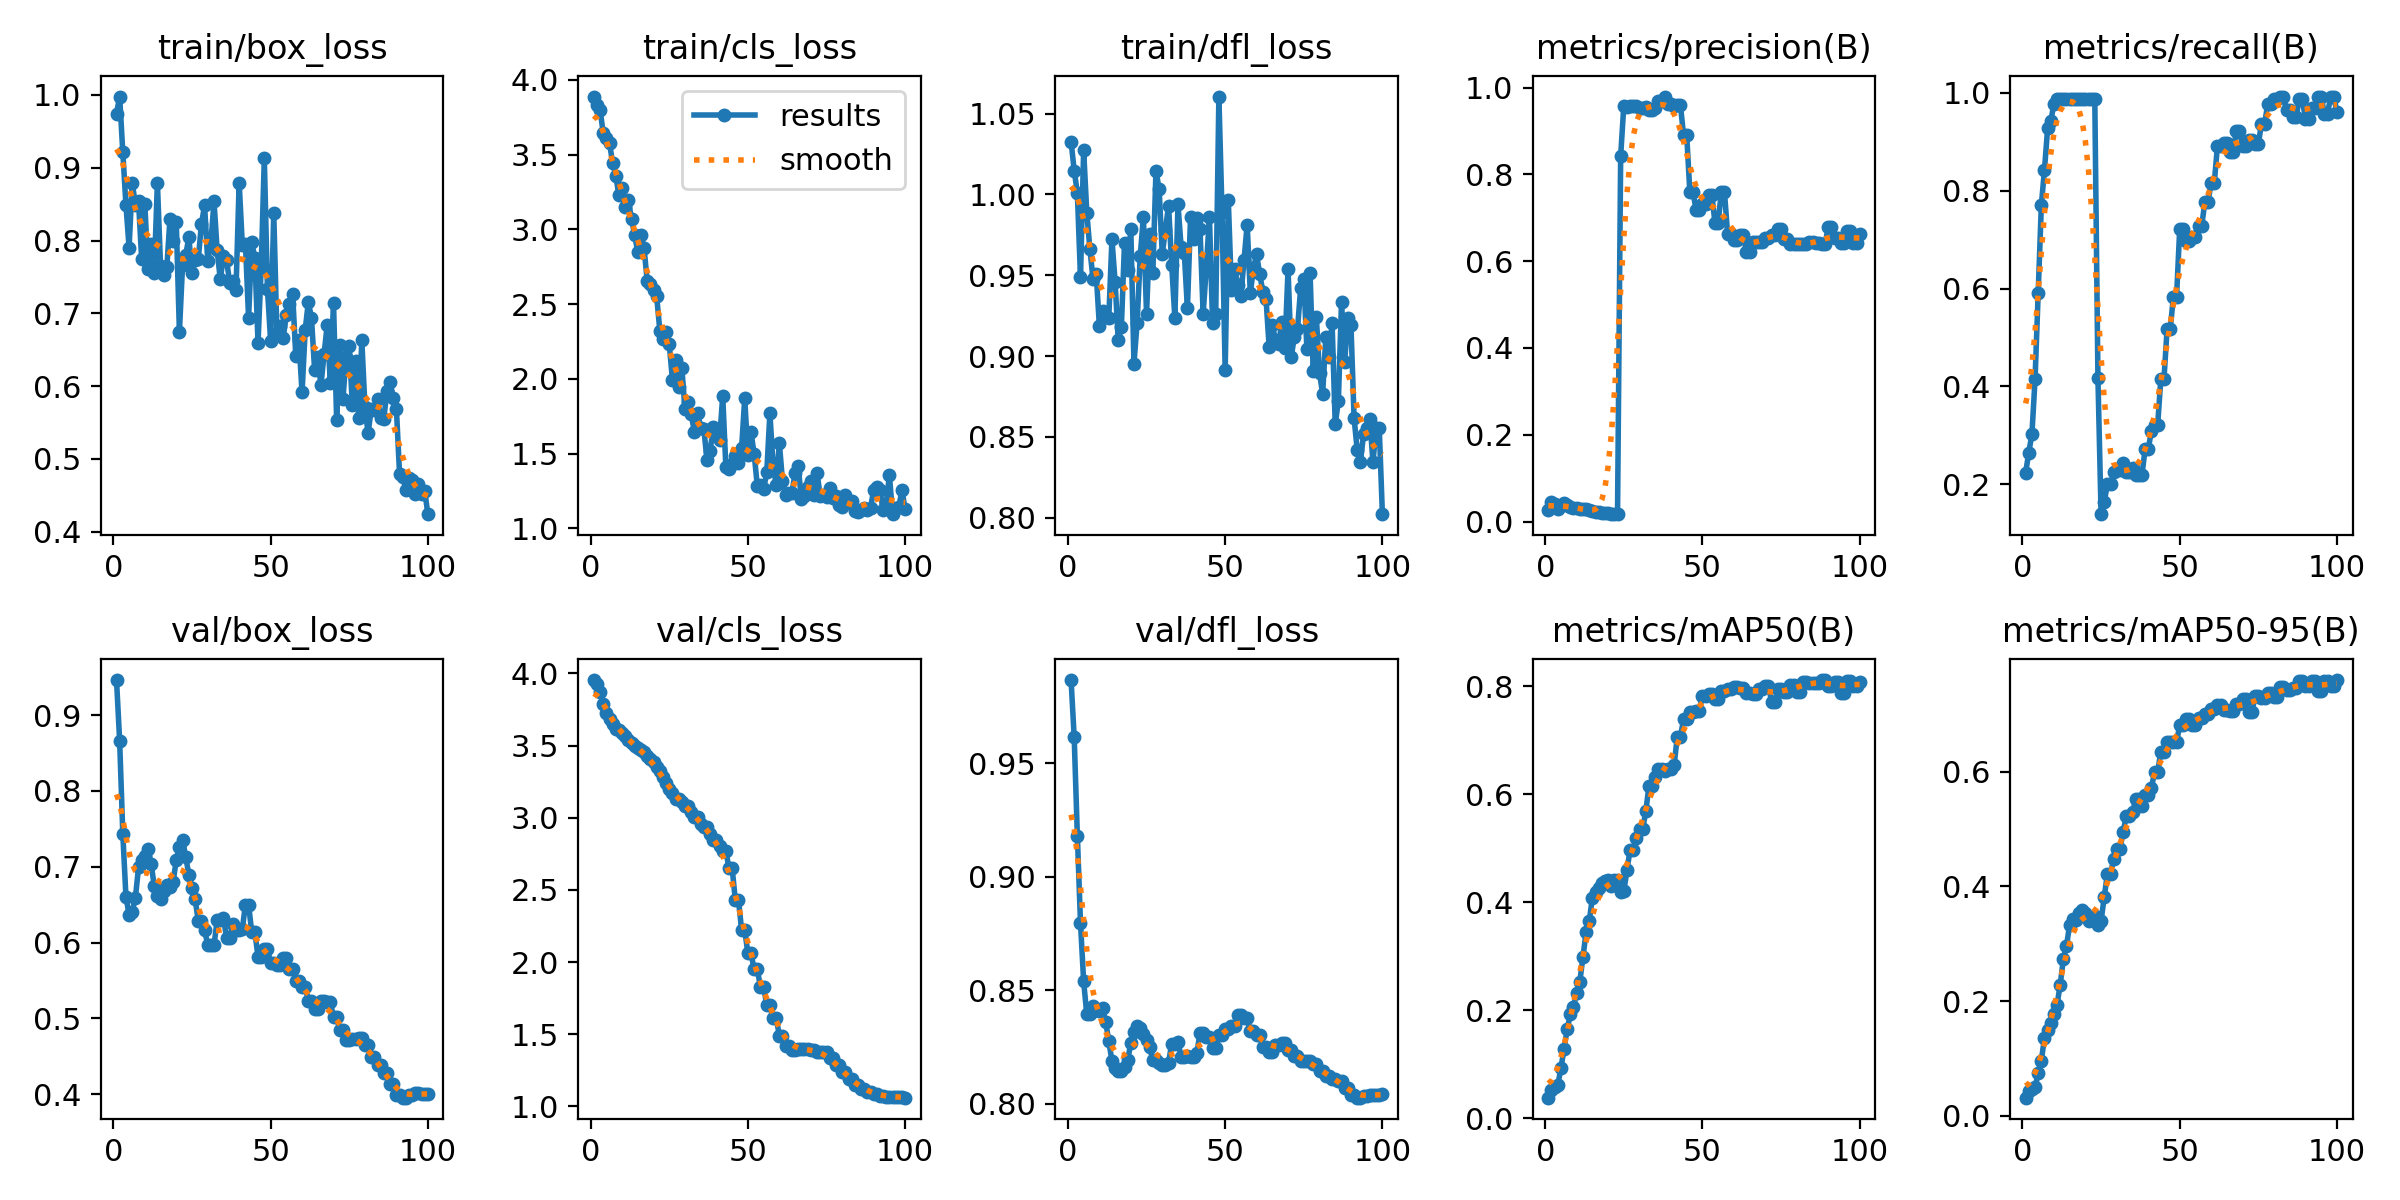 train/box_loss
1.0
0.9
0.8
0.7
0.6
0.5
0.4
0 50 100
train/cls_loss
results
smooth
4.0
3.5
3.0
2.5
2.0
1.5
1.0
0 50 100
train/dfl_loss
1.05
1.00
0.95
0.90
0.85
0.80
0 50 100
metrics/precision(B)
1.0
0.8
0.6
0.4
0.2
0.0
0 50 100
metrics/recall(B)
1.0
0.8
0.6
0.4
0.2
0 50 100
val/box_loss
0.9
0.8
0.7
0.6
0.5
0.4
0 50 100
val/cls_loss
4.0
3.5
3.0
2.5
2.0
1.5
1.0
0 50 100
val/dfl_loss
0.95
0.90
0.85
0.80
0 50 100
metrics/mAP50(B)
0.8
0.6
0.4
0.2
0.0
0 50 100
metrics/mAP50-95(B)
0.6
0.4
0.2
0.0
0 50 100